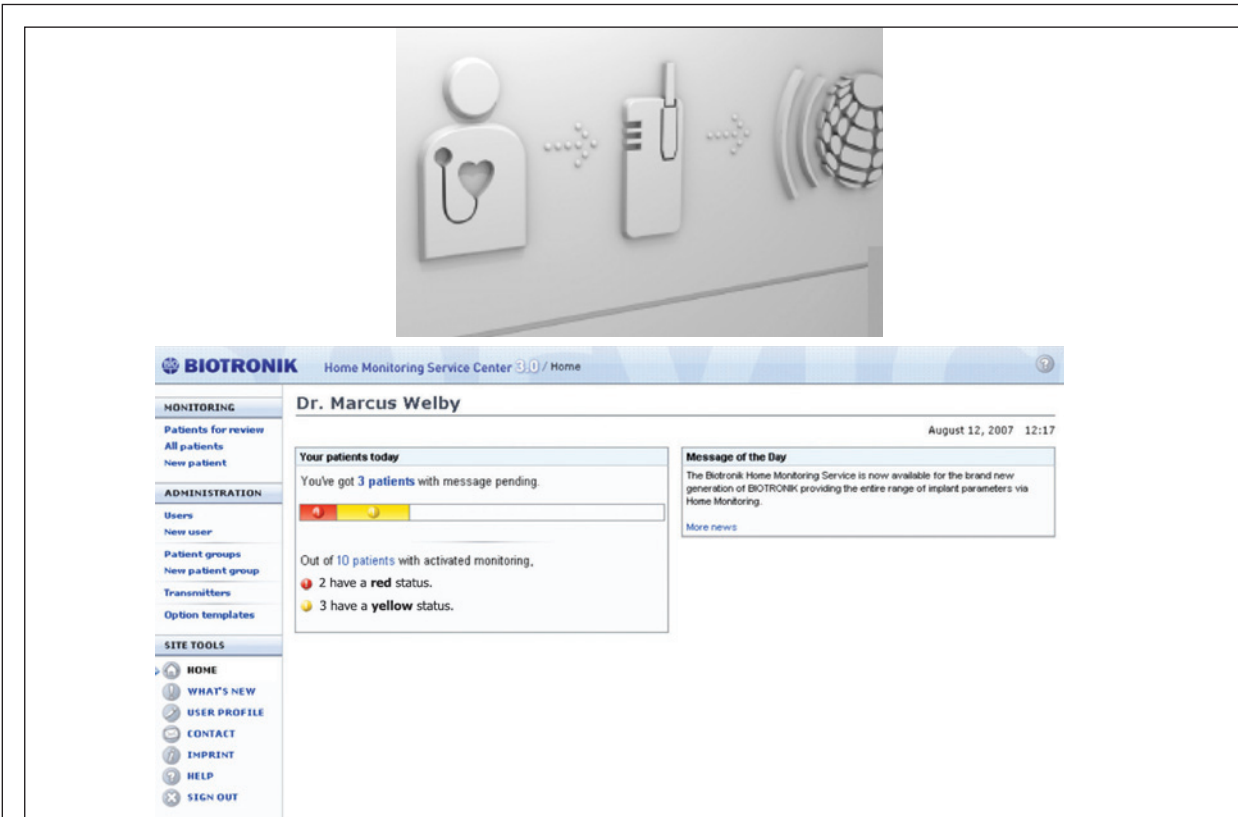 BIOTRONIK Home Monitoring Service Center 3.0 / Home
MONITORING
Patients for review
All patients
New patient
ADMINISTRATION
Users
New user
Patient groups
New patient group
Transmitters
Option templates
SITE TOOLS
HOME
WHAT'S NEW
USER PROFILE
CONTACT
IMPRINT
HELP
SIGN OUT
Dr. Marcus Welby
August 12, 2007 12:17
Your patients today
You've got 3 patients with message pending.
Out of 10 patients with activated monitoring,
2 have a red status.
3 have a yellow status.
Message of the Day
The Biotronik Home Monitoring Service is now available for the brand new
generation of BIOTRONIK providing the entire range of implant parameters via
Home Monitoring.
More news